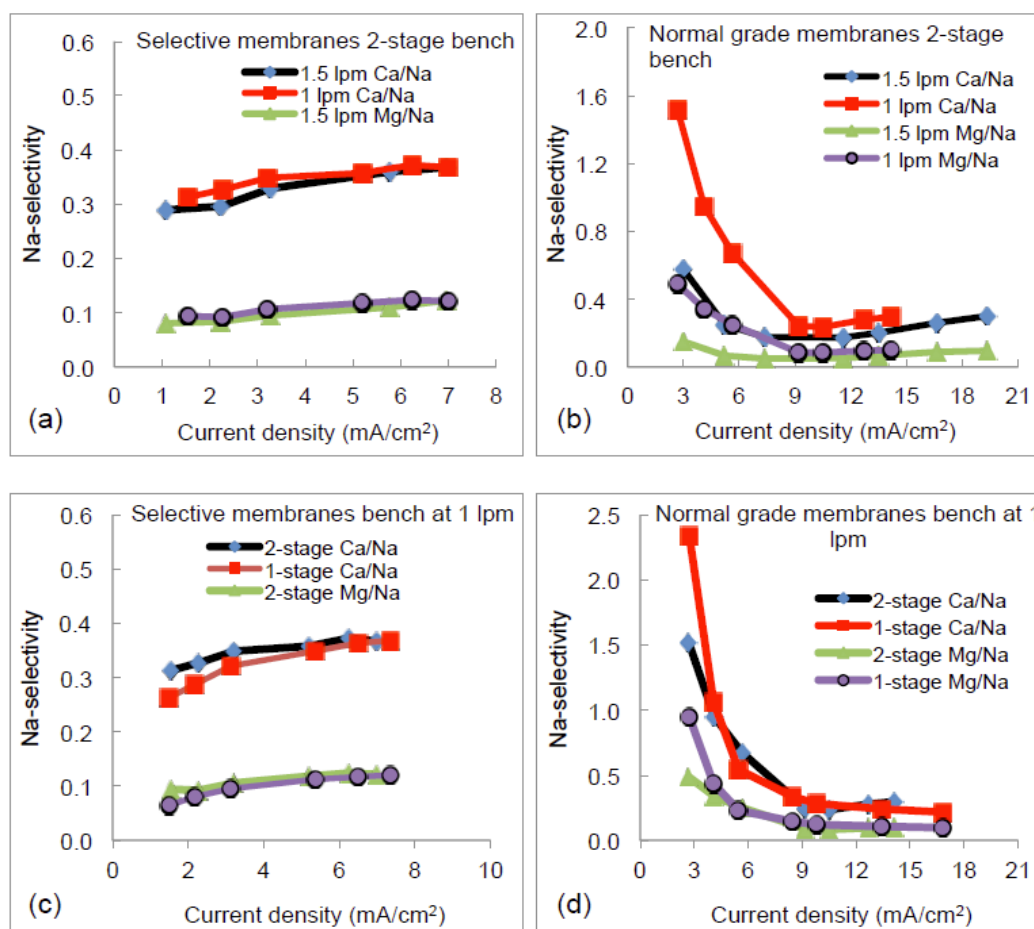 Selective membranes 2-stage bench
1.5 lpm Ca/Na
1 lpm Ca/Na
1.5 lpm Mg/Na
Na-selectivity
0.6
0.5
0.4
0.3
0.2
0.1
0.0
0 1 2 3 4 5 6 7 8
Current density (mA/cm²)
(a)
Normal grade membranes 2-stage
bench
1.5 lpm Ca/Na
1 lpm Ca/Na
1.5 lpm Mg/Na
1 lpm Mg/Na
Na-selectivity
2.0
1.6
1.2
0.8
0.4
0.0
0 3 6 9 12 15 18 21
Current density (mA/cm²)
(b)
Selective membranes bench at 1 lpm
2-stage Ca/Na
1-stage Ca/Na
2-stage Mg/Na
Na-selectivity
0.6
0.5
0.4
0.3
0.2
0.1
0.0
0 2 4 6 8 10
Current density (mA/cm²)
(c)
Normal grade membranes bench at 1
lpm
2-stage Ca/Na
1-stage Ca/Na
2-stage Mg/Na
1-stage Mg/Na
Na-selectivity
2.5
2.0
1.5
1.0
0.5
0.0
0 3 6 9 12 15 18 21
Current density (mA/cm²)
(d)